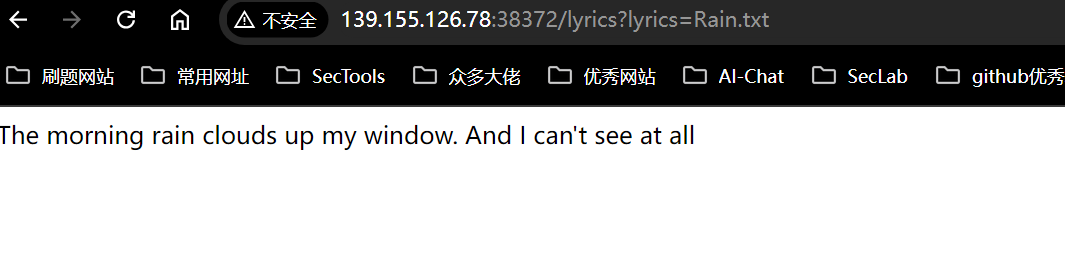 不安全 139.155.126.78:38372/lyrics?lyrics=Rain.txt
刷题网站 常用网址 SecTools 众多大佬 优秀网站 AI-Chat SecLab github优秀
The morning rain clouds up my window. And I can't see at all